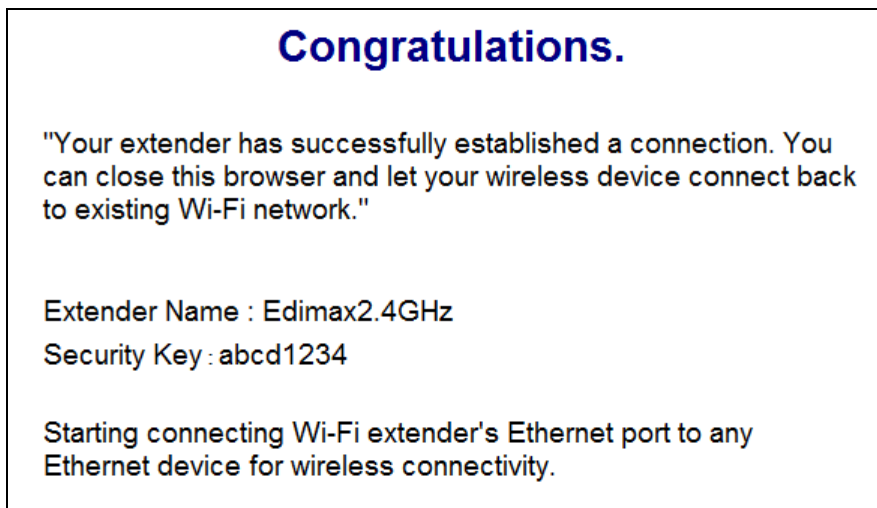 Congratulations.
"Your extender has successfully established a connection. You
can close this browser and let your wireless device connect back
to existing Wi-Fi network."
Extender Name : Edimax2.4GHz
Security Key : abcd1234
Starting connecting Wi-Fi extender's Ethernet port to any
Ethernet device for wireless connectivity.